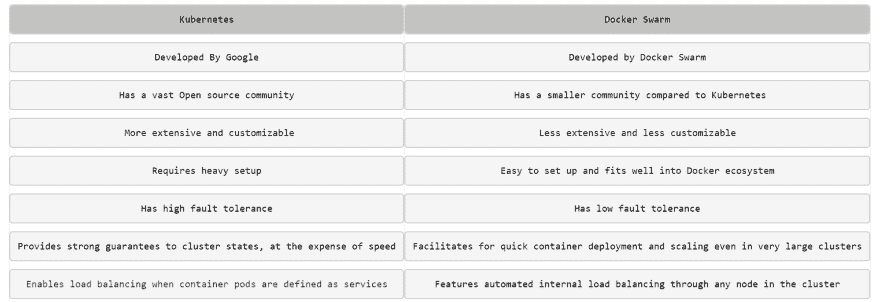 Kubernetes Docker Swarm
Developed By Google Developed by Docker Swarm
Has a vast Open source community Has a smaller community compared to Kubernetes
More extensive and customizable Less extensive and less customizable
Requires heavy setup Easy to set up and fits well into Docker ecosystem
Has high fault tolerance Has low fault tolerance
Provides strong guarantees to cluster states, at the expense of speed Facilitates for quick container deployment and scaling even in very large clusters
Enables load balancing when container pods are defined as services Features automated internal load balancing through any node in the cluster